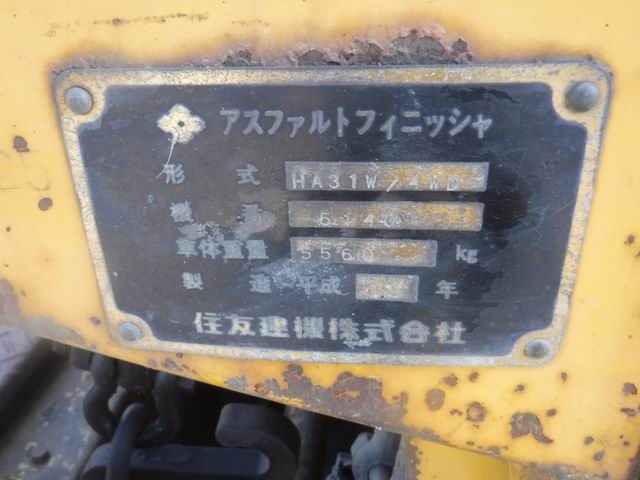 アスファルトフィニッシャ
形 式 HA31W/4WD
機 5140
車体重量 5560 kg
製 造 平成 年
住友建機株式会社